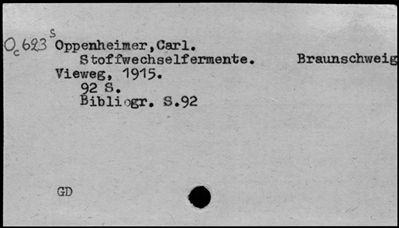 Oc 623 s Oppenheimer,Carl.
Stoffwechselfermente. Braunschweig
Vieweg, 1915.
92 S.
Bibliogr. S.92
GD